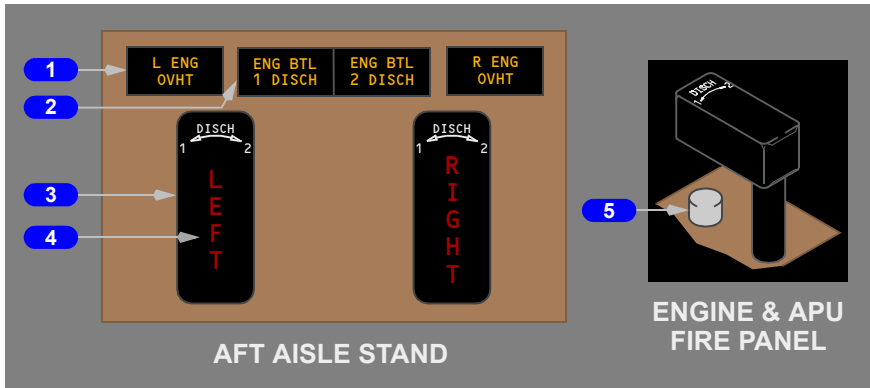 1
2
3
4
L ENG
OVHT
ENG BTL
1 DISCH
ENG BTL
2 DISCH
R ENG
OVHT
DISCH
1 2
L
E
F
T
DISCH
1 2
R
I
G
H
T
AFT AISLE STAND
DISCH
1 2
5
ENGINE & APU
FIRE PANEL